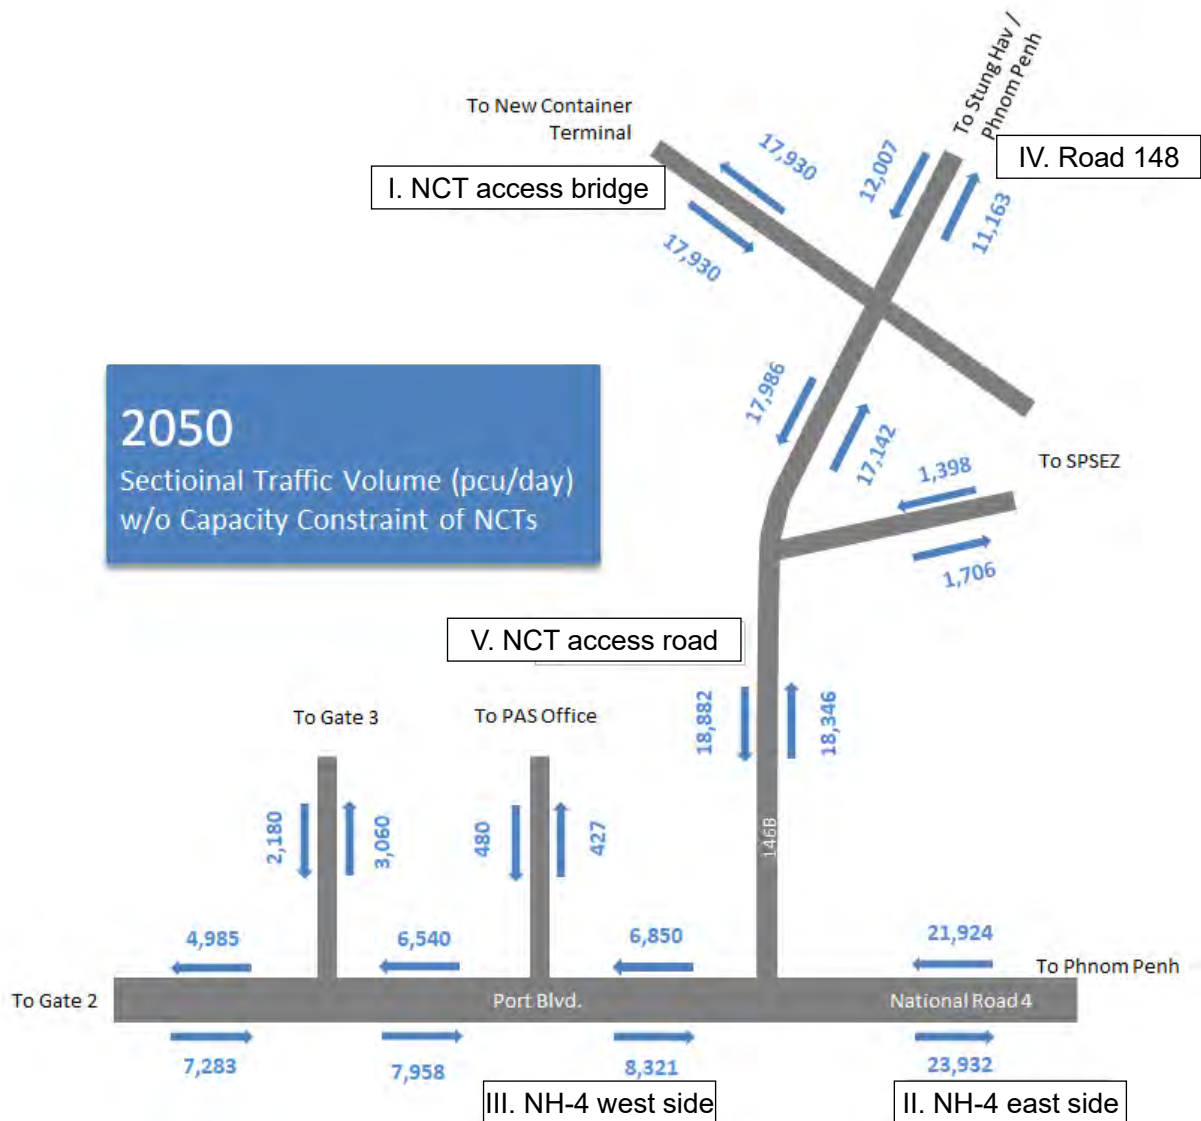 To New Container
Terminal
To Stung Hav /
Phnom Penh
IV. Road 148
I. NCT access bridge
17,930
17,930
12,007
11,163
2050
Sectioinal Traffic Volume (pcu/day)
w/o Capacity Constraint of NCTs
17,986
17,142
To SPSEZ
1,398
1,706
V. NCT access road
To Gate 3
To PAS Office
18,882
18,346
2,180
3,060
480
427
146B
4,985
6,540
6,850
21,924
To Phnom Penh
To Gate 2
Port Blvd.
National Road 4
7,283
7,958
8,321
23,932
III. NH-4 west side
II. NH-4 east side